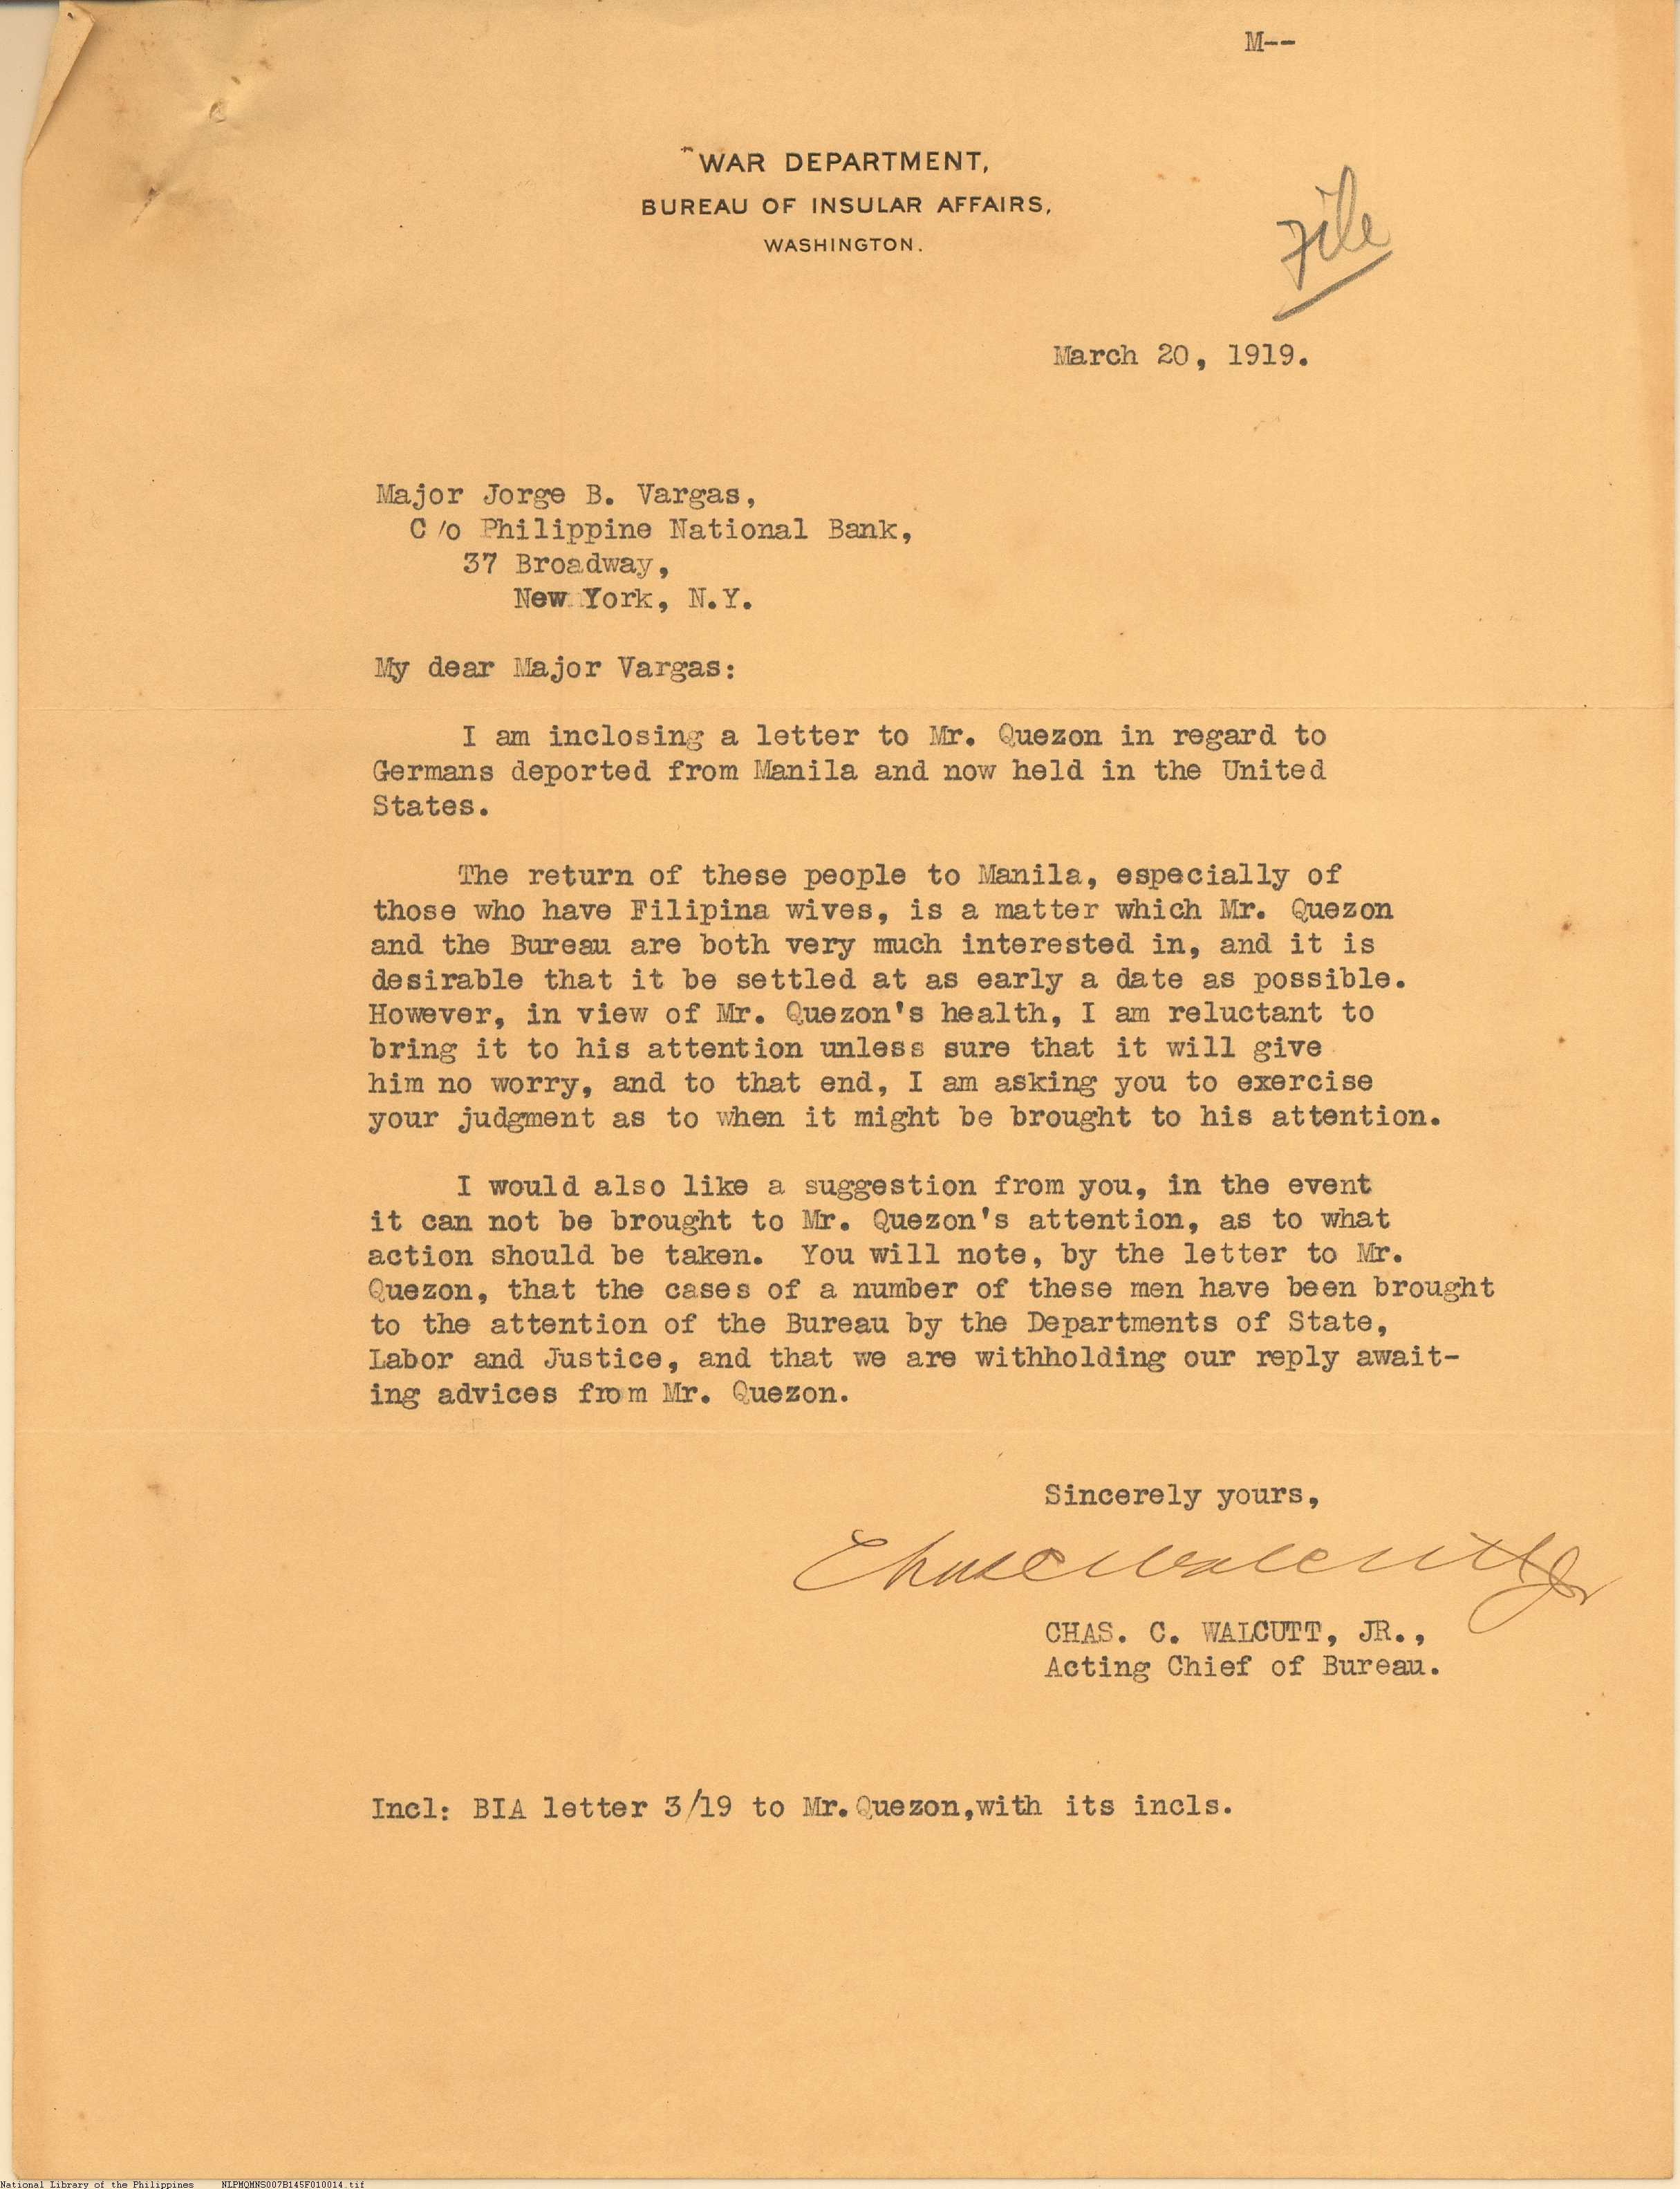 M--
WAR DEPARTMENT,
BUREAU OF INSULAR AFFAIRS,
WASHINGTON.
File
March 20, 1919.
Major Jorge B. Vargas,
C/o Philippine National Bank,
37 Broadway,
New York, N.Y.
My dear Major Vargas:
I am inclosing a letter to Mr. Quezon in regard to
Germans deported from Manila and now held in the United
States.
The return of these people to Manila, especially of
those who have Filipina wives, is a matter which Mr. Quezon
and the Bureau are both very much interested in, and it is
desirable that it be settled at as early a date as possible.
However, in view of Mr. Quezon's health, I am reluctant to
bring it to his attention unless sure that it will give
him no worry, and to that end, I am asking you to exercise
your judgment as to when it might be brought to his attention.
I would also like a suggestion from you, in the event
it can not be brought to Mr. Quezon's attention, as to what
action should be taken.  You will note, by the letter to Mr.
Quezon, that the cases of a number of these men have been brought
to the attention of the Bureau by the Departments of State,
Labor and Justice, and that we are withholding our reply await-
ing advices from Mr. Quezon.
Sincerely yours,
Chas C Walcutt Jr
CHAS. C. WALCUTT, JR.,
Acting Chief of Bureau.
Incl: BIA letter 3/19 to Mr.Quezon,with its incls.
National Library of the Philippines NLPMQMNS007B145F010014.tif